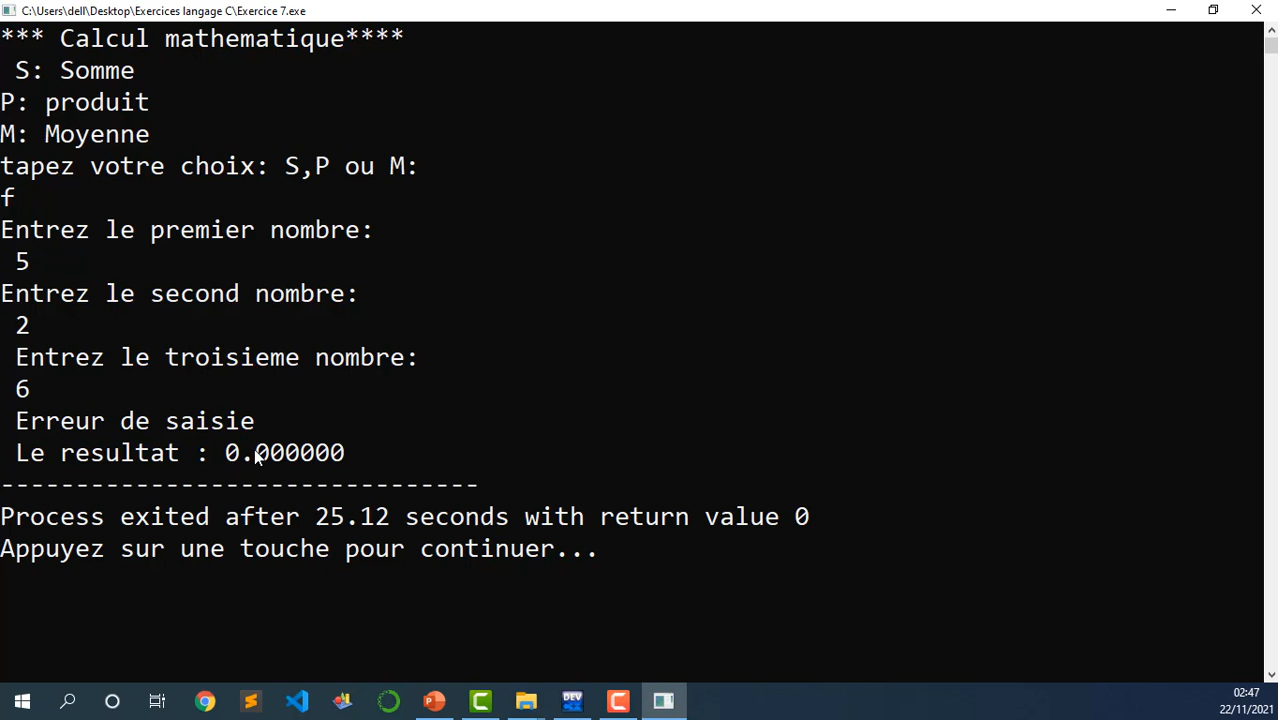 C:\Users\dell\Desktop\Exercices langage C\Exercice 7.exe
*** Calcul mathematique****
S: Somme
P: produit
M: Moyenne
tapez votre choix: S,P ou M:
f
Entrez le premier nombre:
5
Entrez le second nombre:
2
Entrez le troisieme nombre:
6
Erreur de saisie
Le resultat : 0.000000
--------------------------------
Process exited after 25.12 seconds with return value 0
Appuyez sur une touche pour continuer...
P
C
DEV
C
02:47
22/11/2021